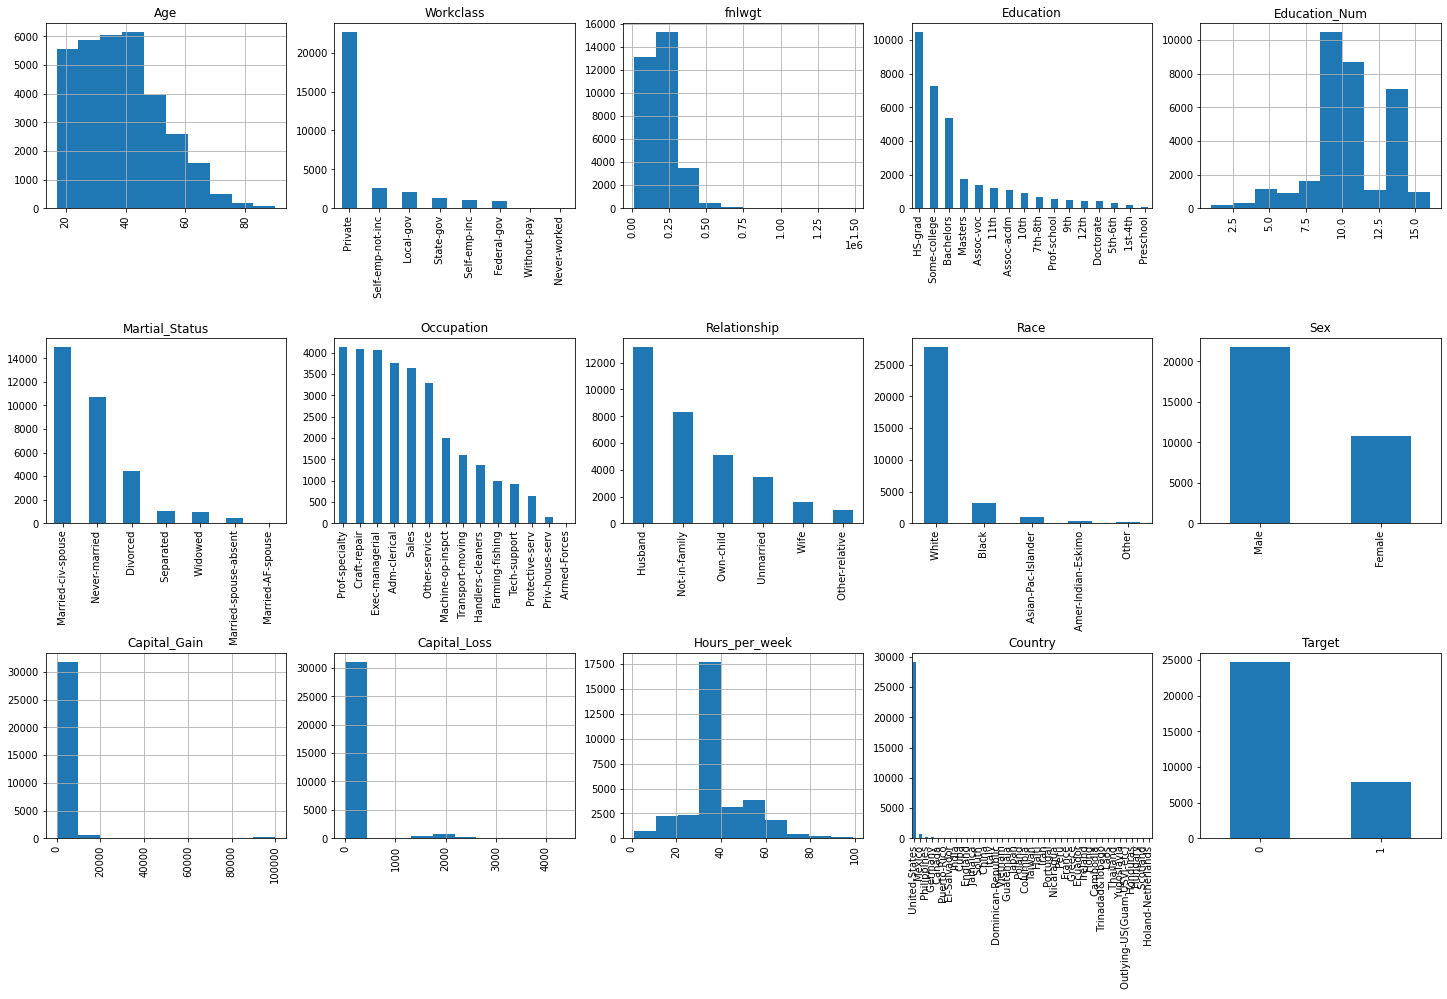 Age
6000
5000
4000
3000
2000
1000
0
20
40
60
80
Workclass
20000
15000
10000
5000
0
Private
Self-emp-not-inc
Local-gov
State-gov
Self-emp-inc
Federal-gov
Without-pay
Never-worked
fnlwgt
16000
14000
12000
10000
8000
6000
4000
2000
0
0.00
0.25
0.50
0.75
1.00
1.25
1.50
1e6
Education
10000
8000
6000
4000
2000
0
HS-grad
Some-college
Bachelors
Masters
Assoc-voc
11th
Assoc-acdm
10th
7th-8th
Prof-school
9th
12th
Doctorate
5th-6th
1st-4th
Preschool
Education_Num
10000
8000
6000
4000
2000
0
2.5
5.0
7.5
10.0
12.5
15.0
Martial_Status
14000
12000
10000
8000
6000
4000
2000
0
Married-civ-spouse
Never-married
Divorced
Separated
Widowed
Married-spouse-absent
Married-AF-spouse
Occupation
4000
3500
3000
2500
2000
1500
1000
500
0
Prof-specialty
Craft-repair
Exec-managerial
Adm-clerical
Sales
Other-service
Machine-op-inspct
Transport-moving
Handlers-cleaners
Farming-fishing
Tech-support
Protective-serv
Priv-house-serv
Armed-Forces
Relationship
12000
10000
8000
6000
4000
2000
0
Husband
Not-in-family
Own-child
Unmarried
Wife
Other-relative
Race
25000
20000
15000
10000
5000
0
White
Black
Asian-Pac-Islander
Amer-Indian-Eskimo
Other
Sex
20000
15000
10000
5000
0
Male
Female
Capital_Gain
30000
25000
20000
15000
10000
5000
0
0
20000
40000
60000
80000
100000
Capital_Loss
30000
25000
20000
15000
10000
5000
0
0
1000
2000
3000
4000
Hours_per_week
17500
15000
12500
10000
7500
5000
2500
0
0
20
40
60
80
100
Country
30000
25000
20000
15000
10000
5000
0
United-States
Mexico
Philippines
Germany
Puerto-Rico
El-Salvador
England
Jamaica
Dominican-Republic
Guatemala
Columbia
Portugal
Nicaragua
Cambodia
Trinadad&Tobago
Thailand
Outlying-US(Guam-USVI-etc)
Holand-Netherlands
Target
25000
20000
15000
10000
5000
0
0
1